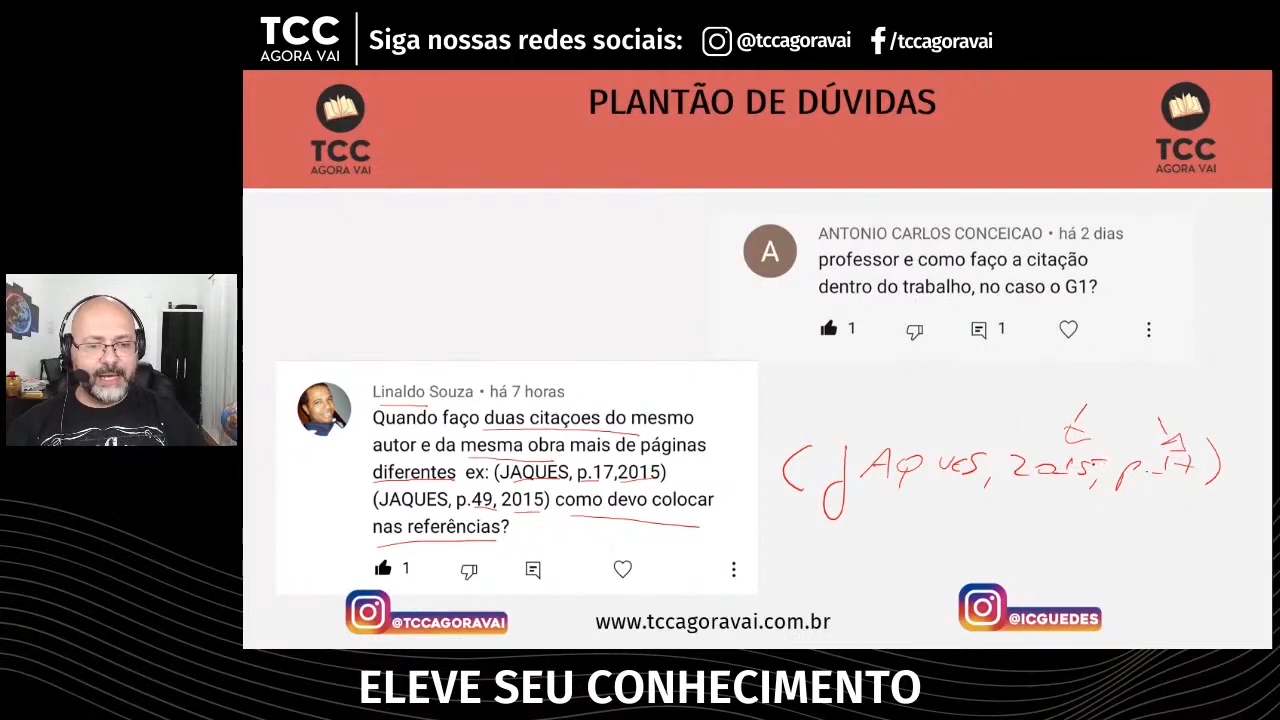 TCC
AGORA VAI
Siga nossas redes sociais: @tccagoravai /tccagoravai
PLANTÃO DE DÚVIDAS
TCC
AGORA VAI
TCC
AGORA VAI
A
ANTONIO CARLOS CONCEICAO • há 2 dias
professor e como faço a citação
dentro do trabalho, no caso o G1?
1 1
Linaldo Souza • há 7 horas
Quando faço duas citaçoes do mesmo
autor e da mesma obra mais de páginas
diferentes ex: (JAQUES, p.17,2015)
(JAQUES, p.49, 2015) como devo colocar
nas referências?
1
(JAQUES, 2015, p. 17)
@TCCAGORAVAI
www.tccagoravai.com.br
@ICGUEDES
ELEVE SEU CONHECIMENTO